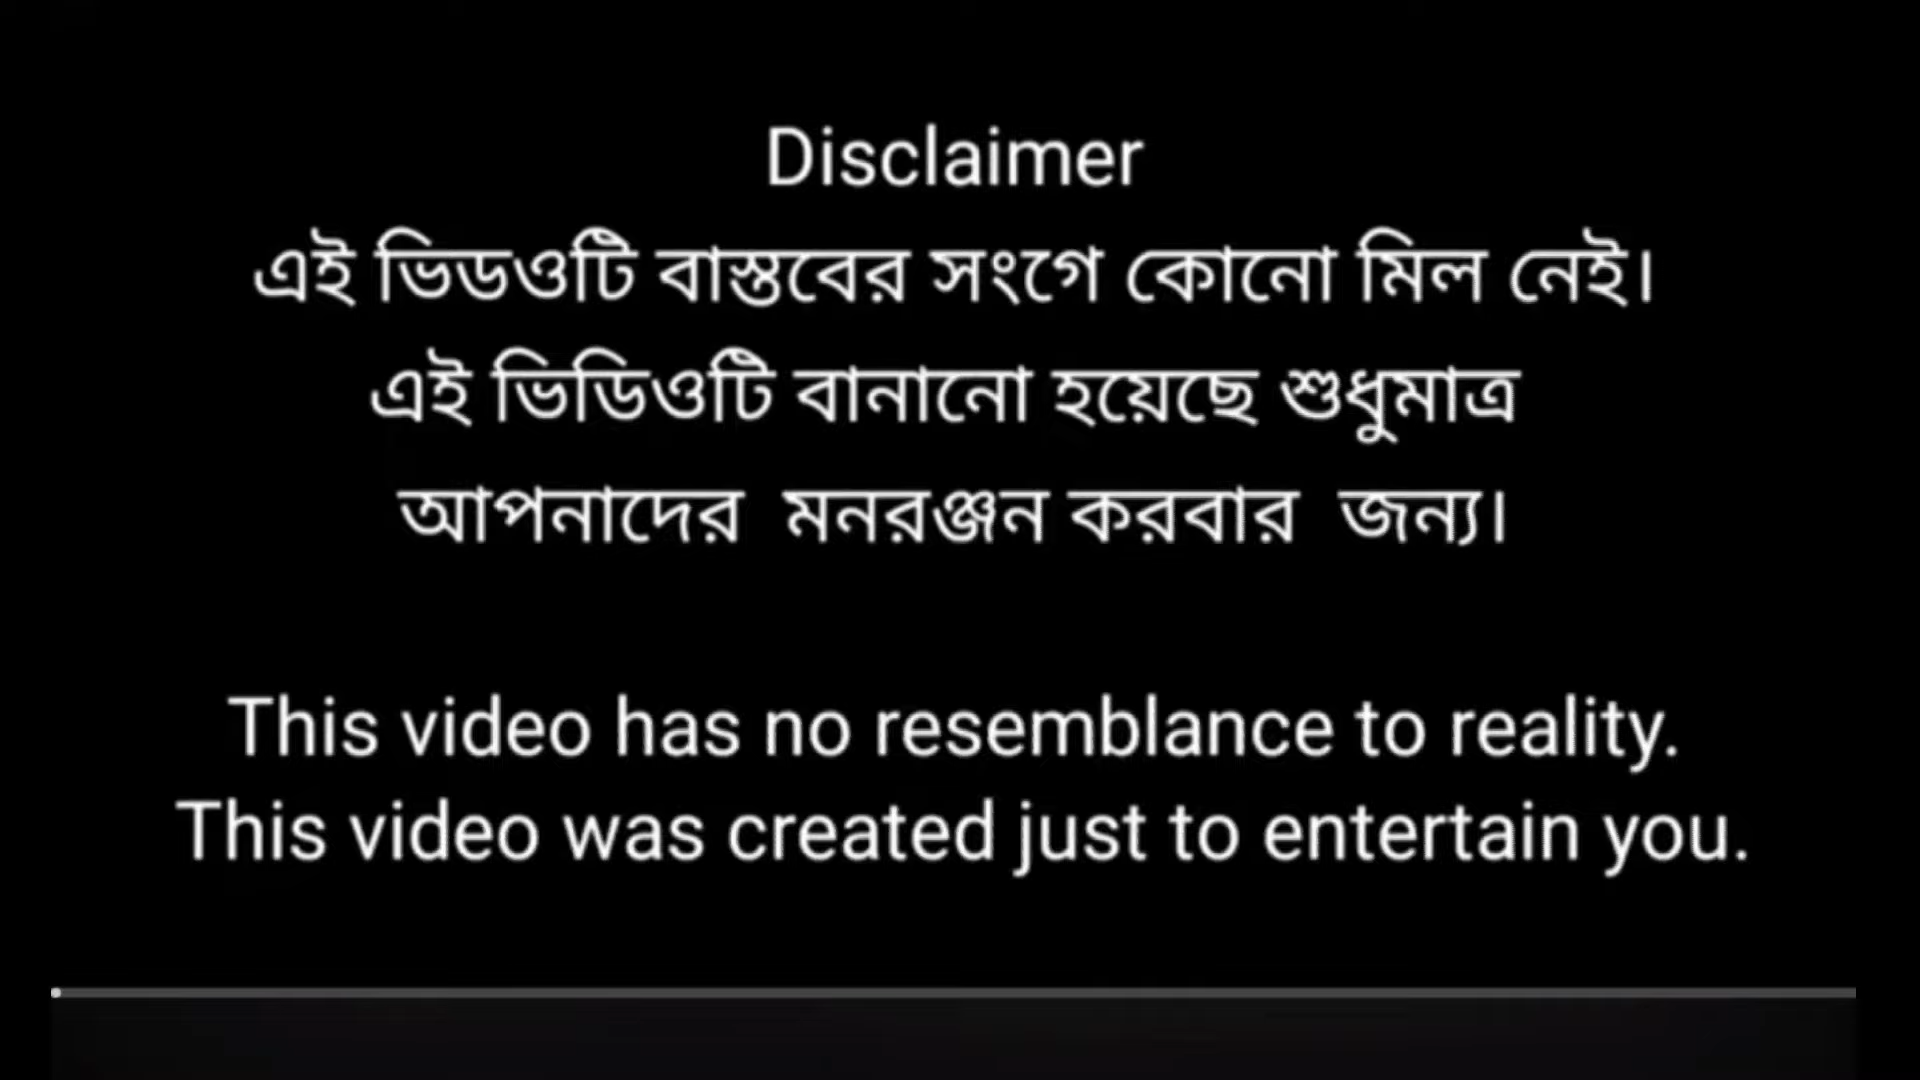 Disclaimer
এই ভিডওটি বাস্তবের সংগে কোনো মিল নেই।
এই ভিডিওটি বানানো হয়েছে শুধুমাত্র
আপনাদের মনরঞ্জন করবার জন্য।
This video has no resemblance to reality.
This video was created just to entertain you.